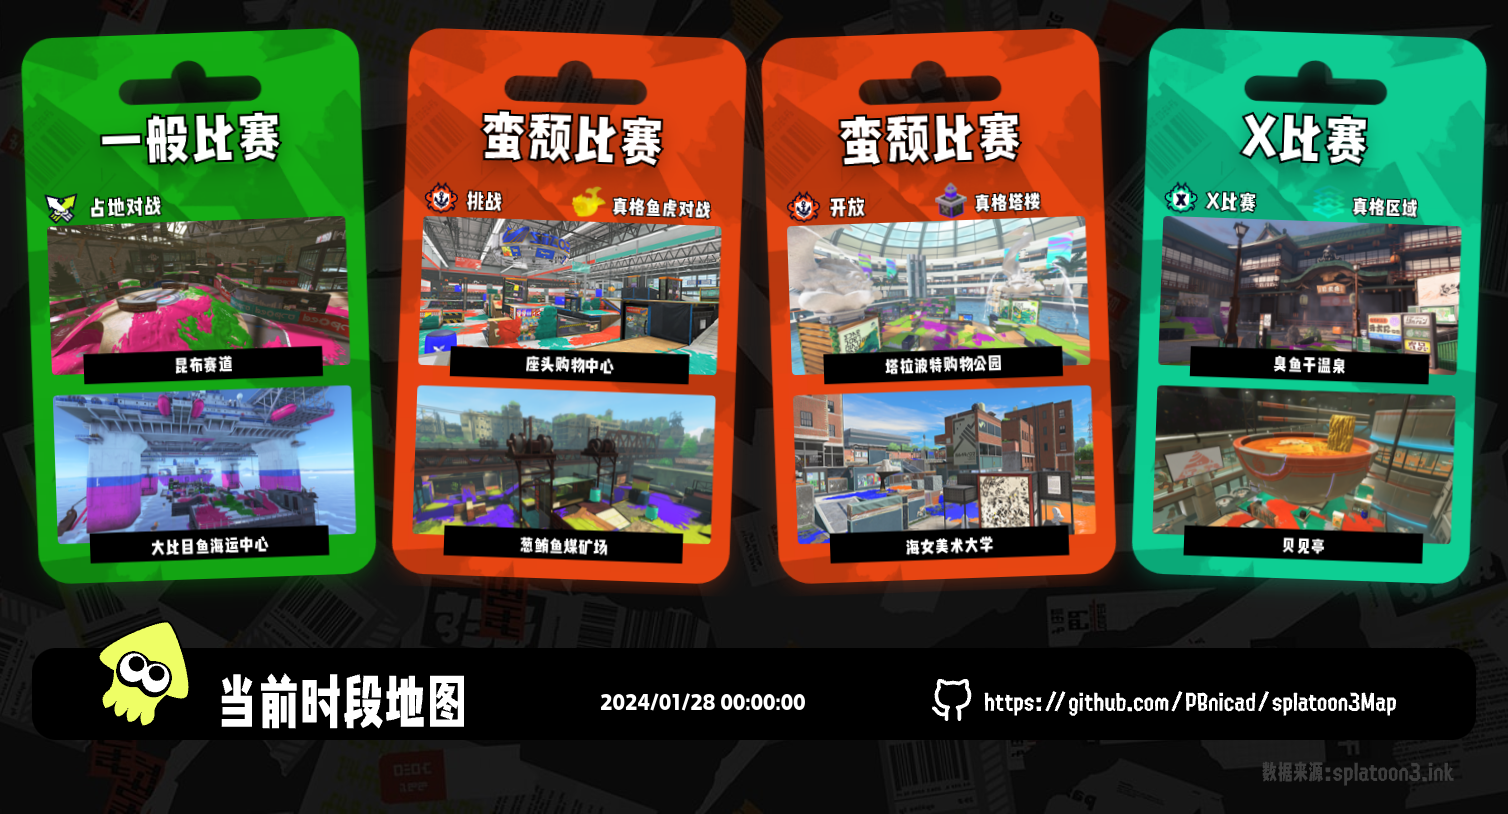 一般比赛
占地对战
昆布赛道
大比目鱼海运中心
蛮颓比赛
挑战
真格鱼虎对战
座头购物中心
葱鲔鱼煤矿场
蛮颓比赛
开放
真格塔楼
塔拉波特购物公园
海女美术大学
X比赛
X比赛
真格区域
臭鱼干温泉
贝见亭
当前时段地图
2024/01/28 00:00:00
https://github.com/PBnicad/splatoon3Map
数据来源:splatoon3.ink